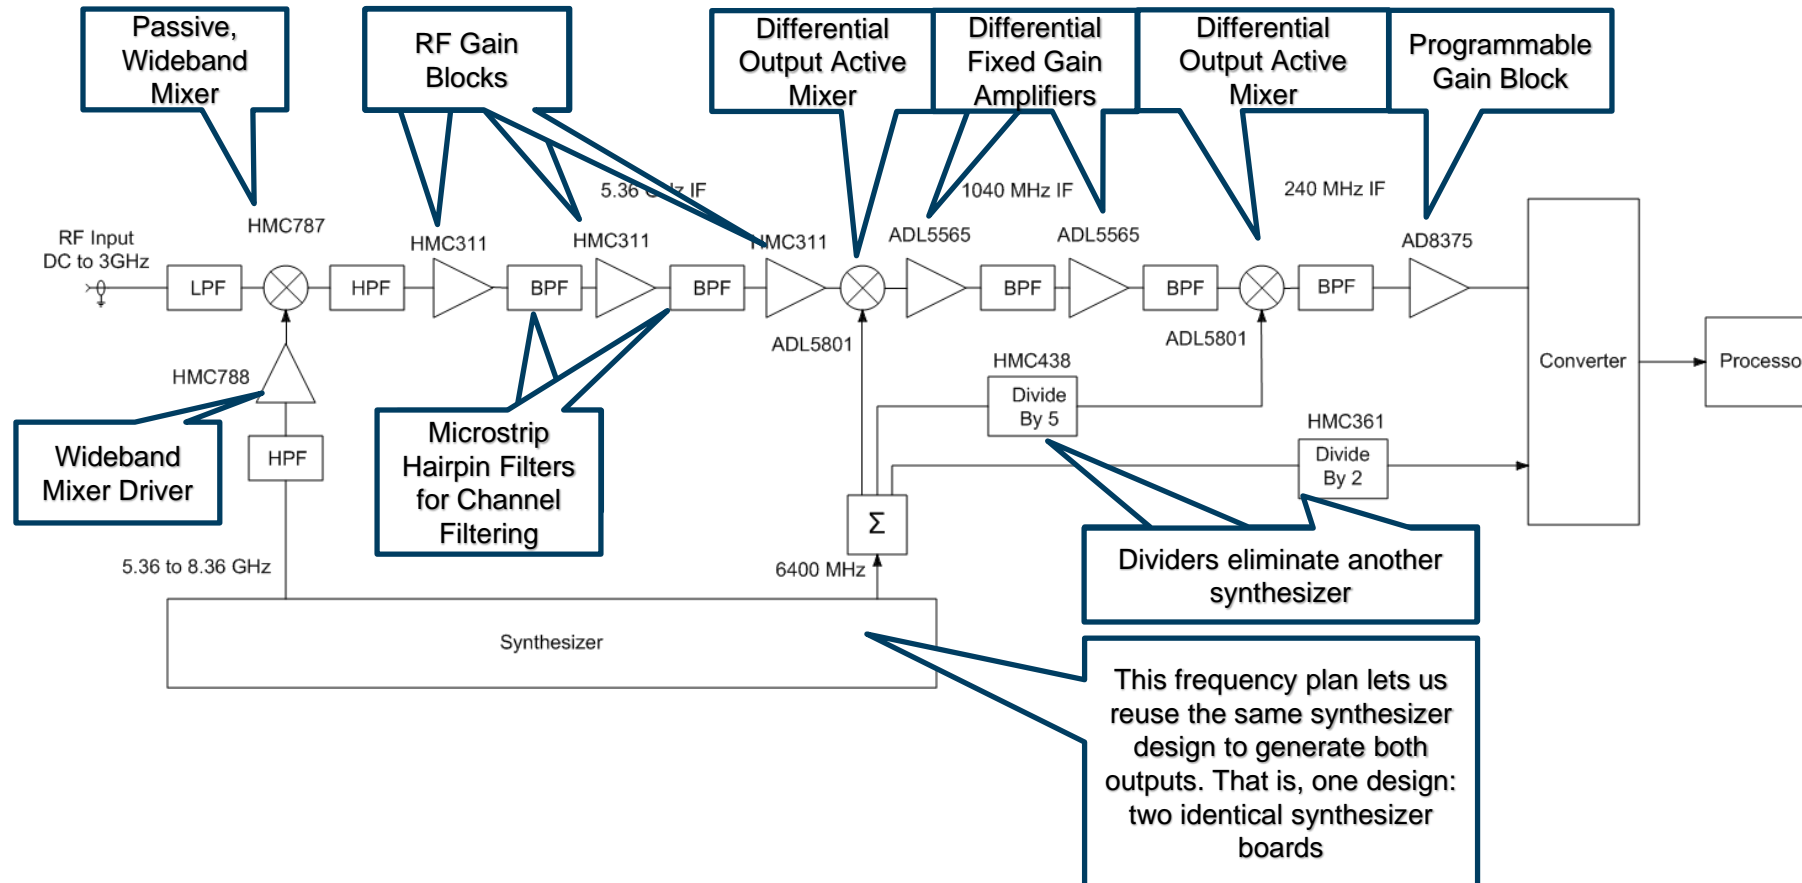 Passive,
Wideband
Mixer
RF Gain
Blocks
Differential
Output Active
Mixer
Differential
Fixed Gain
Amplifiers
Differential
Output Active
Mixer
Programmable
Gain Block
5.36 GHz IF
1040 MHz IF
240 MHz IF
HMC787
HMC311
HMC311
HMC311
ADL5565
ADL5565
AD8375
RF Input
DC to 3GHz
LPF
HPF
BPF
BPF
BPF
BPF
BPF
ADL5801
ADL5801
HMC788
HMC438
Divide
By 5
HMC361
Divide
By 2
Converter
Processo
Wideband
Mixer Driver
HPF
Microstrip
Hairpin Filters
for Channel
Filtering
Σ
5.36 to 8.36 GHz
6400 MHz
Dividers eliminate another
synthesizer
Synthesizer
This frequency plan lets us
reuse the same synthesizer
design to generate both
outputs. That is, one design:
two identical synthesizer
boards